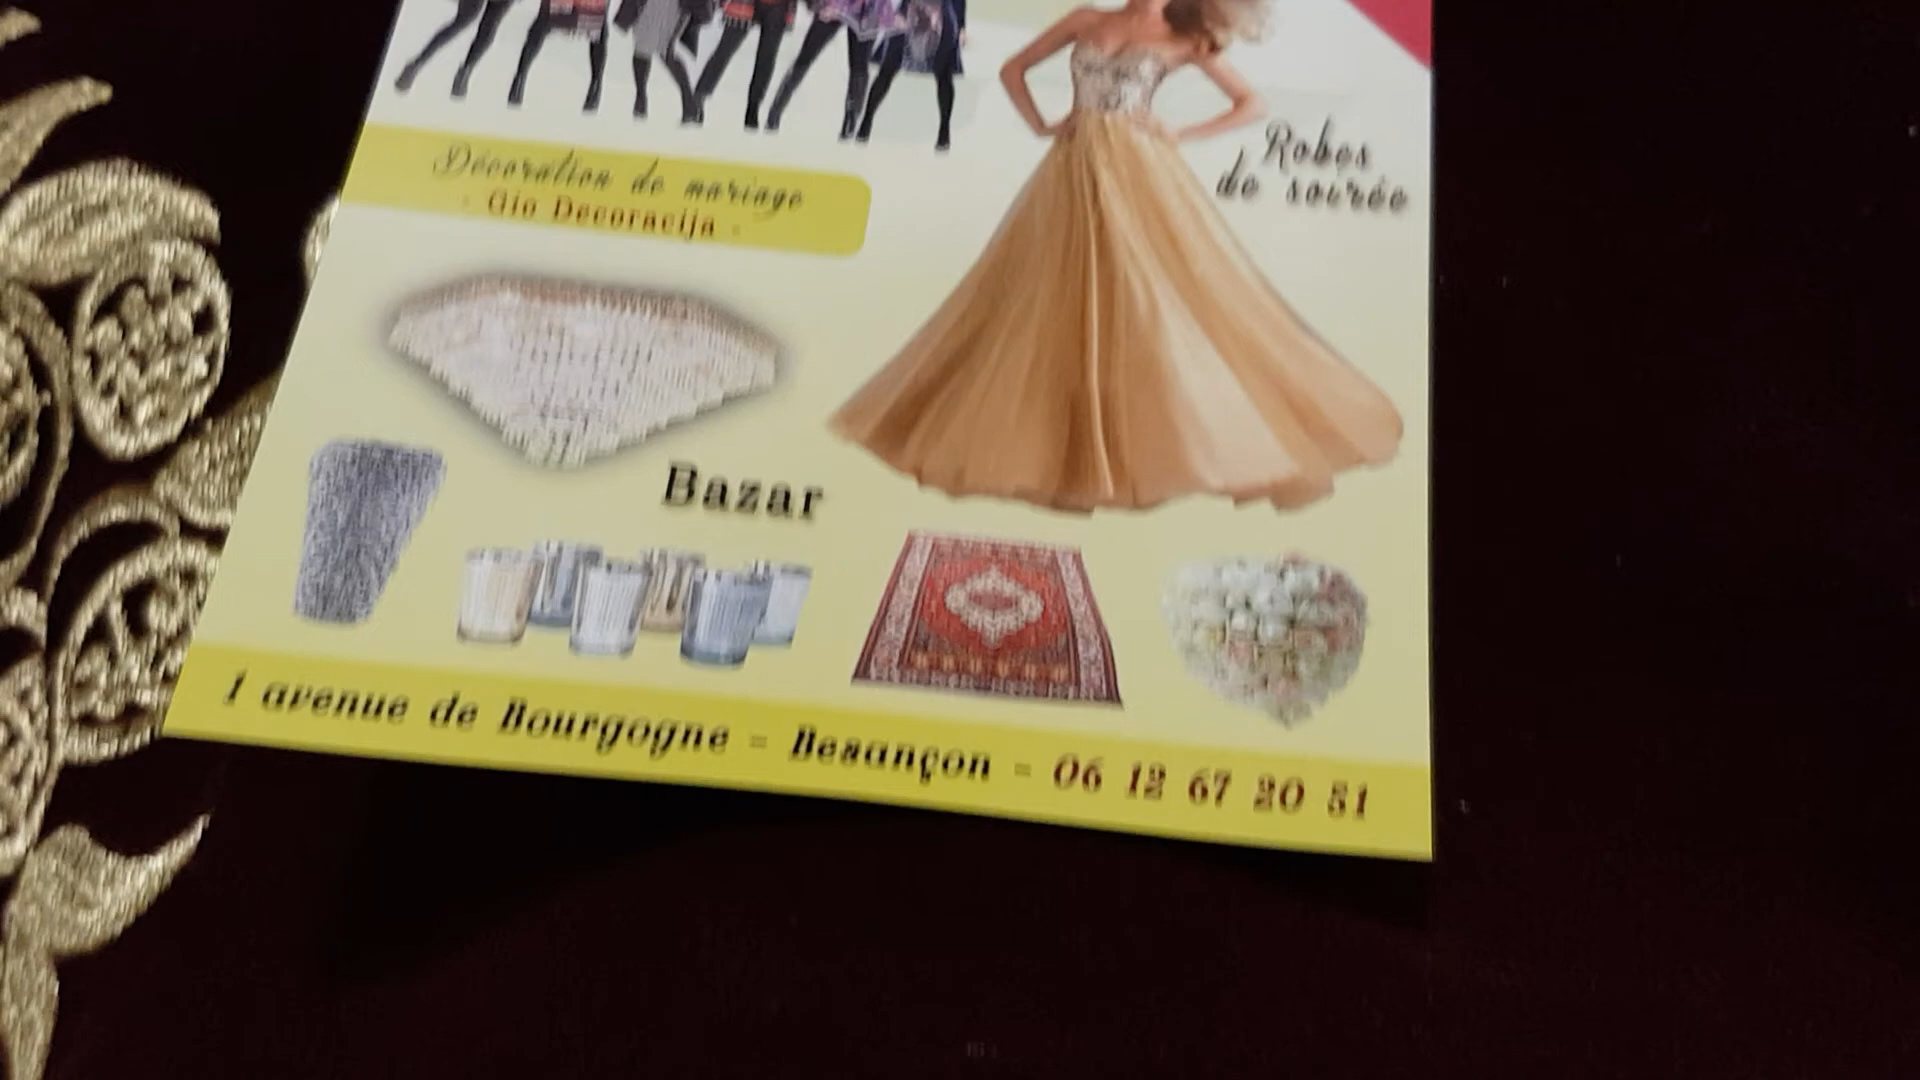 Décoration de mariage
- Gio Decoracija -
Robes
de soirée
Bazar
1 avenue de Bourgogne - Besançon - 06 12 67 20 51